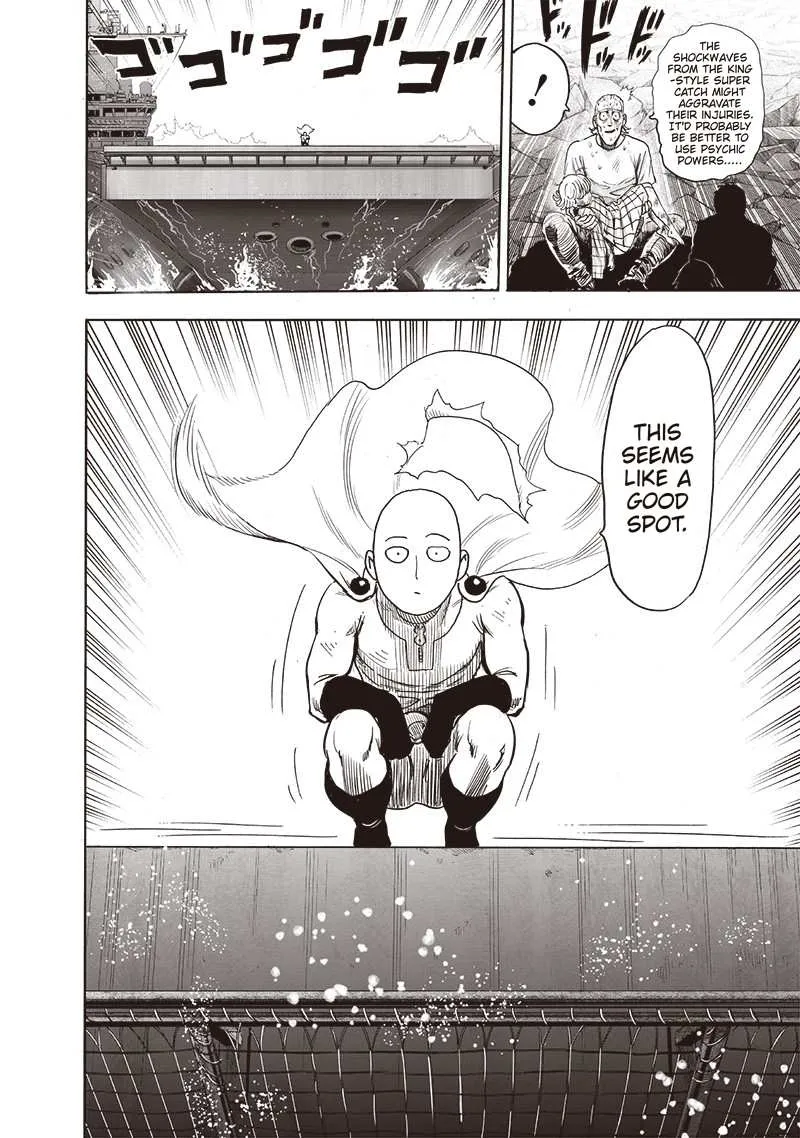 ドドド
THE
SHOCKWAVES
FROM THE KING
-STYLE SUPER
CATCH MIGHT
AGGRAVATE
THEIR INJURIES.
IT'D PROBABLY
BE BETTER TO
USE PSYCHIC
POWERS.....
!
ゴゴゴゴゴゴ
THIS
SEEMS
LIKE A
GOOD
SPOT.